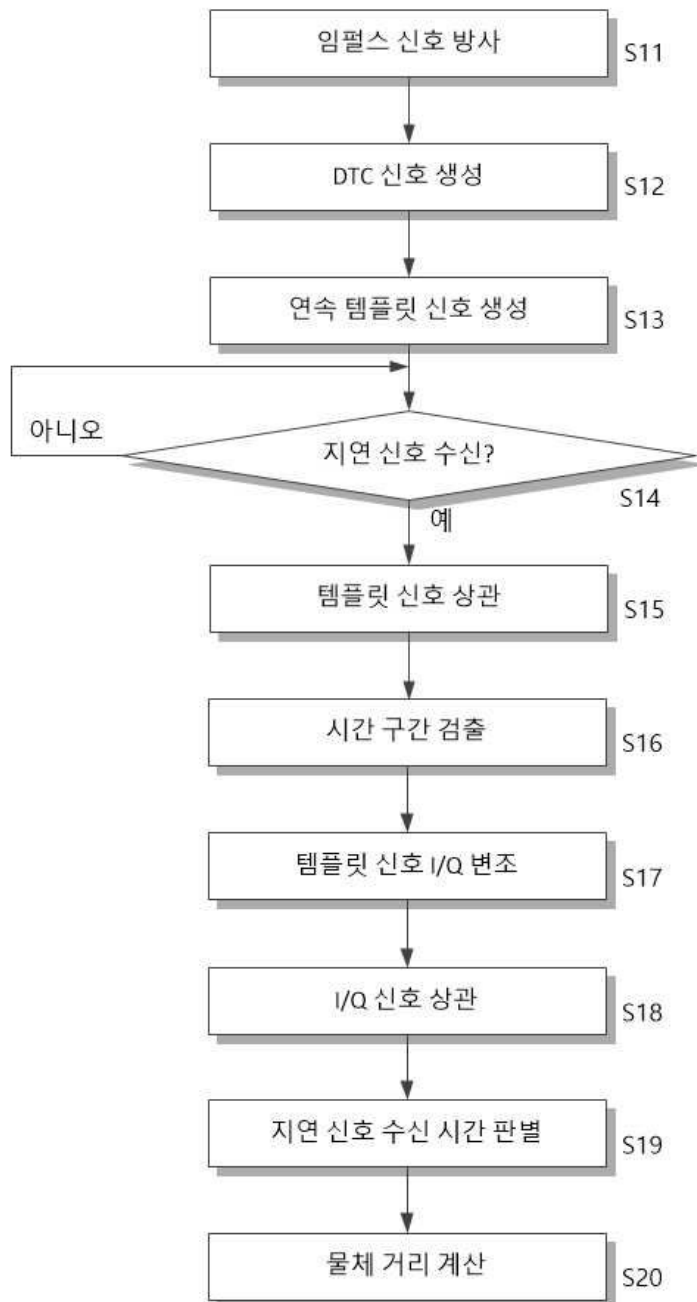 임펄스 신호 방사
S11
DTC 신호 생성
S12
연속 템플릿 신호 생성
S13
아니오
지연 신호 수신?
S14
예
템플릿 신호 상관
S15
시간 구간 검출
S16
템플릿 신호 I/Q 변조
S17
I/Q 신호 상관
S18
지연 신호 수신 시간 판별
S19
물체 거리 계산
S20